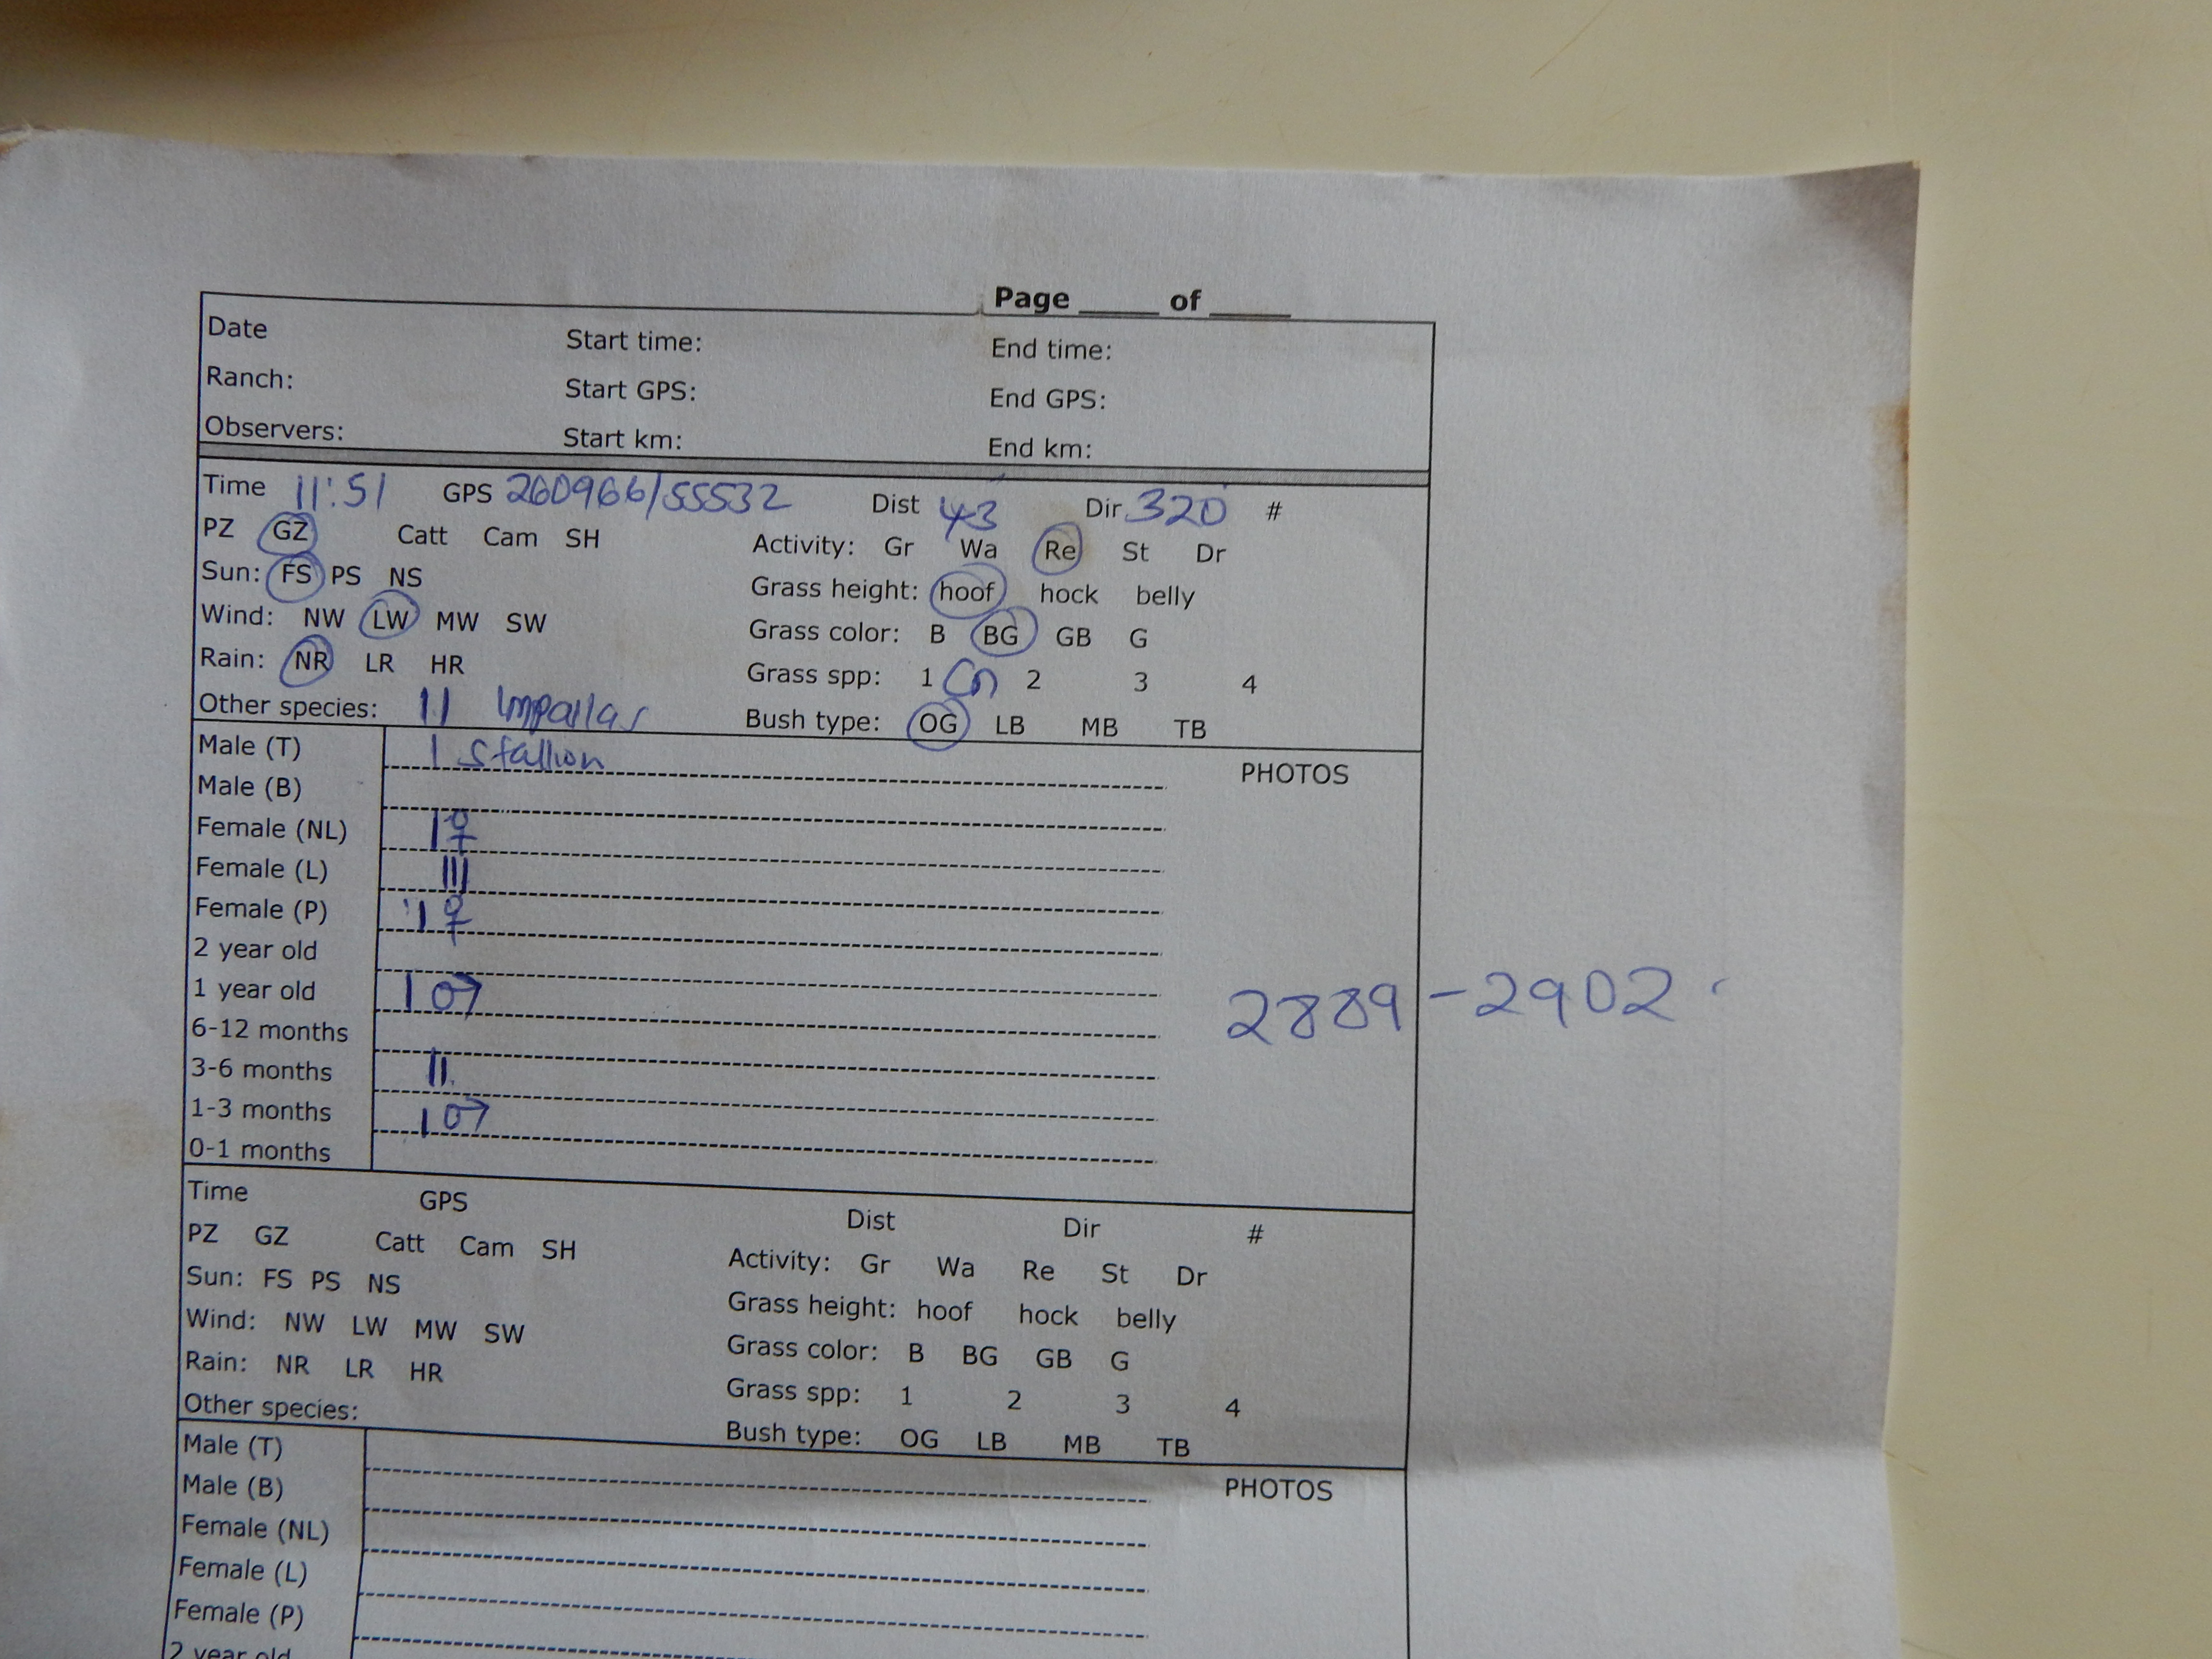 Page _____ of _____
Date Start time: End time:
Ranch: Start GPS: End GPS:
Observers: Start km: End km:
Time 11:51 GPS 260966/55532 Dist 43 Dir 320 #
PZ GZ Catt Cam SH Activity: Gr Wa Re St Dr
Sun: FS PS NS Grass height: hoof hock belly
Wind: NW LW MW SW Grass color: B BG GB G
Rain: NR LR HR Grass spp: 1 Cn 2 3 4
Other species: 11 Impallas Bush type: OG LB MB TB
Male (T) 1 Stallion PHOTOS
Male (B)
Female (NL) 1 ♀
Female (L) III
Female (P) 1 ♀
2 year old
1 year old 1 ♂ 2889-2902
6-12 months
3-6 months II
1-3 months 1 ♂
0-1 months
Time GPS Dist Dir #
PZ GZ Catt Cam SH Activity: Gr Wa Re St Dr
Sun: FS PS NS Grass height: hoof hock belly
Wind: NW LW MW SW Grass color: B BG GB G
Rain: NR LR HR Grass spp: 1 2 3 4
Other species: Bush type: OG LB MB TB
Male (T) PHOTOS
Male (B)
Female (NL)
Female (L)
Female (P)
2 year old